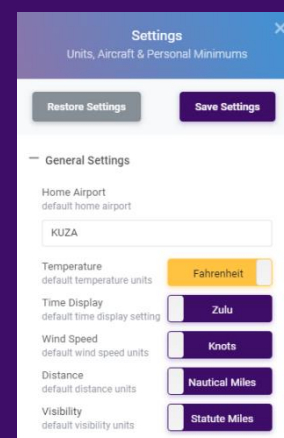 Settings
Units, Aircraft & Personal Minimums
Restore Settings
Save Settings
General Settings
Home Airport
default home airport
KUZA
Temperature
default temperature units
Fahrenheit
Time Display
default time display setting
Zulu
Wind Speed
default wind speed units
Knots
Distance
default distance units
Nautical Miles
Visibility
default visibility units
Statute Miles